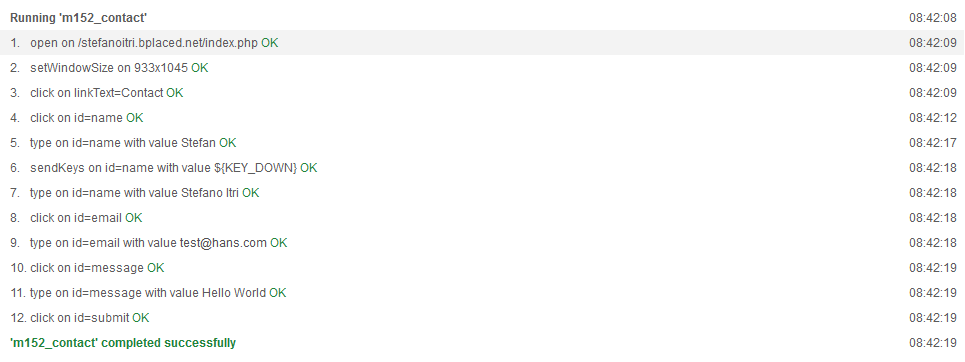 Running 'm152_contact' 08:42:08
1. open on /stefanoitri.bplaced.net/index.php OK 08:42:09
2. setWindowSize on 933x1045 OK 08:42:09
3. click on linkText=Contact OK 08:42:09
4. click on id=name OK 08:42:12
5. type on id=name with value Stefan OK 08:42:17
6. sendKeys on id=name with value ${KEY_DOWN} OK 08:42:18
7. type on id=name with value Stefano Itri OK 08:42:18
8. click on id=email OK 08:42:18
9. type on id=email with value test@hans.com OK 08:42:18
10. click on id=message OK 08:42:19
11. type on id=message with value Hello World OK 08:42:19
12. click on id=submit OK 08:42:19
'm152_contact' completed successfully 08:42:19